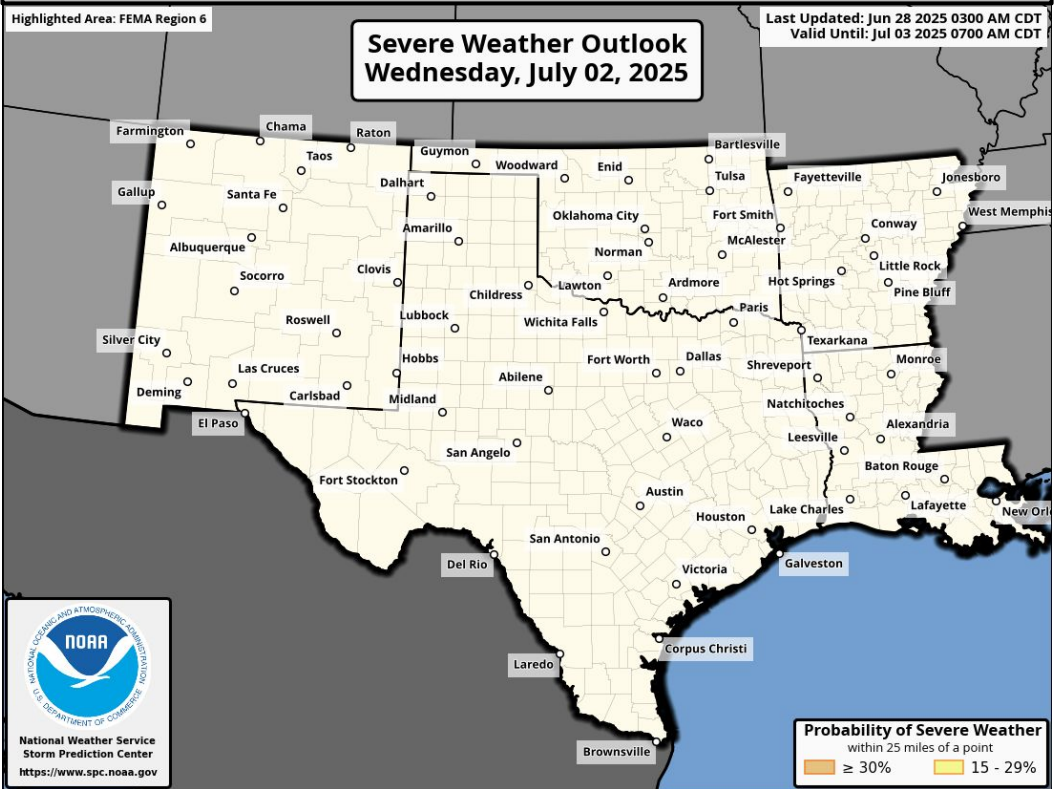 Highlighted Area: FEMA Region 6
Last Updated: Jun 28 2025 0300 AM CDT
Valid Until: Jul 03 2025 0700 AM CDT
Severe Weather Outlook
Wednesday, July 02, 2025
Farmington
Chama
Raton
Taos
Guymon
Woodward
Enid
Bartlesville
Tulsa
Fayetteville
Jonesboro
Gallup
Santa Fe
Dalhart
Oklahoma City
Fort Smith
West Memphis
Albuquerque
Amarillo
Norman
McAlester
Conway
Socorro
Clovis
Childress
Lawton
Ardmore
Hot Springs
Little Rock
Pine Bluff
Roswell
Lubbock
Wichita Falls
Paris
Texarkana
Silver City
Hobbs
Fort Worth
Dallas
Shreveport
Monroe
Las Cruces
Abilene
Deming
Carlsbad
Midland
Natchitoches
El Paso
San Angelo
Waco
Leesville
Alexandria
Fort Stockton
Baton Rouge
Austin
Houston
Lake Charles
Lafayette
New Orl
San Antonio
Del Rio
Victoria
Galveston
Laredo
Corpus Christi
Brownsville
NATIONAL OCEANIC AND ATMOSPHERIC ADMINISTRATION
NOAA
U.S. DEPARTMENT OF COMMERCE
National Weather Service
Storm Prediction Center
https://www.spc.noaa.gov
Probability of Severe Weather
within 25 miles of a point
≥ 30%
15 - 29%